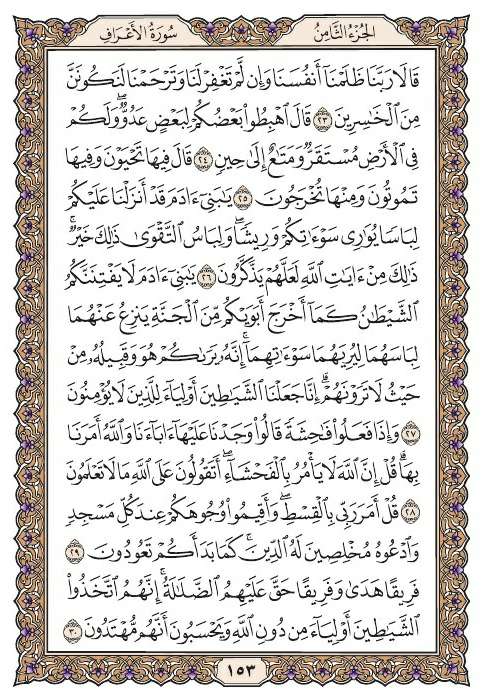 الجزء الثامن
سورة الأعراف
قَالَا رَبَّنَا ظَلَمْنَآ أَنفُسَنَا وَإِن لَّمْ تَغْفِرْ لَنَا وَتَرْحَمْنَا لَنَكُونَنَّ
مِنَ ٱلْخَٰسِرِينَ ٢٣ قَالَ ٱهْبِطُوا۟ بَعْضُكُمْ لِبَعْضٍ عَدُوٌّۖ وَلَكُمْ
فِى ٱلْأَرْضِ مُسْتَقَرٌّ وَمَتَٰعٌ إِلَىٰ حِينٍ ٢٤ قَالَ فِيهَا تَحْيَوْنَ وَفِيهَا
تَمُوتُونَ وَمِنْهَا تُخْرَجُونَ ٢٥ يَٰبَنِىٓ ءَادَمَ قَدْ أَنزَلْنَا عَلَيْكُمْ
لِبَاسًا يُوَٰرِى سَوْءَٰتِكُمْ وَرِيشًاۖ وَلِبَاسُ ٱلتَّقْوَىٰ ذَٰلِكَ خَيْرٌۚ
ذَٰلِكَ مِنْ ءَايَٰتِ ٱللَّهِ لَعَلَّهُمْ يَذَّكَّرُونَ ٢٦ يَٰبَنِىٓ ءَادَمَ لَا يَفْتِنَنَّكُمُ
ٱلشَّيْطَٰنُ كَمَآ أَخْرَجَ أَبَوَيْكُم مِّنَ ٱلْجَنَّةِ يَنزِعُ عَنْهُمَا
لِبَاسَهُمَا لِيُرِيَهُمَا سَوْءَٰتِهِمَآۗ إِنَّهُۥ يَرَىٰكُمْ هُوَ وَقَبِيلُهُۥ مِنْ
حَيْثُ لَا تَرَوْنَهُمْۗ إِنَّا جَعَلْنَا ٱلشَّيَٰطِينَ أَوْلِيَآءَ لِلَّذِينَ لَا يُؤْمِنُونَ
٢٧ وَإِذَا فَعَلُوا۟ فَٰحِشَةً قَالُوا۟ وَجَدْنَا عَلَيْهَآ ءَابَآءَنَا وَٱللَّهُ أَمَرَنَا
بِهَاۗ قُلْ إِنَّ ٱللَّهَ لَا يَأْمُرُ بِٱلْفَحْشَآءِۖ أَتَقُولُونَ عَلَى ٱللَّهِ مَا لَا تَعْلَمُونَ
٢٨ قُلْ أَمَرَ رَبِّى بِٱلْقِسْطِۖ وَأَقِيمُوا۟ وُجُوهَكُمْ عِندَ كُلِّ مَسْجِدٍ
وَٱدْعُوهُ مُخْلِصِينَ لَهُ ٱلدِّينَۚ كَمَا بَدَأَكُمْ تَعُودُونَ ٢٩
فَرِيقًا هَدَىٰ وَفَرِيقًا حَقَّ عَلَيْهِمُ ٱلضَّلَٰلَةُۗ إِنَّهُمُ ٱتَّخَذُوا۟
ٱلشَّيَٰطِينَ أَوْلِيَآءَ مِن دُونِ ٱللَّهِ وَيَحْسَبُونَ أَنَّهُم مُّهْتَدُونَ ٣٠
١٥٣